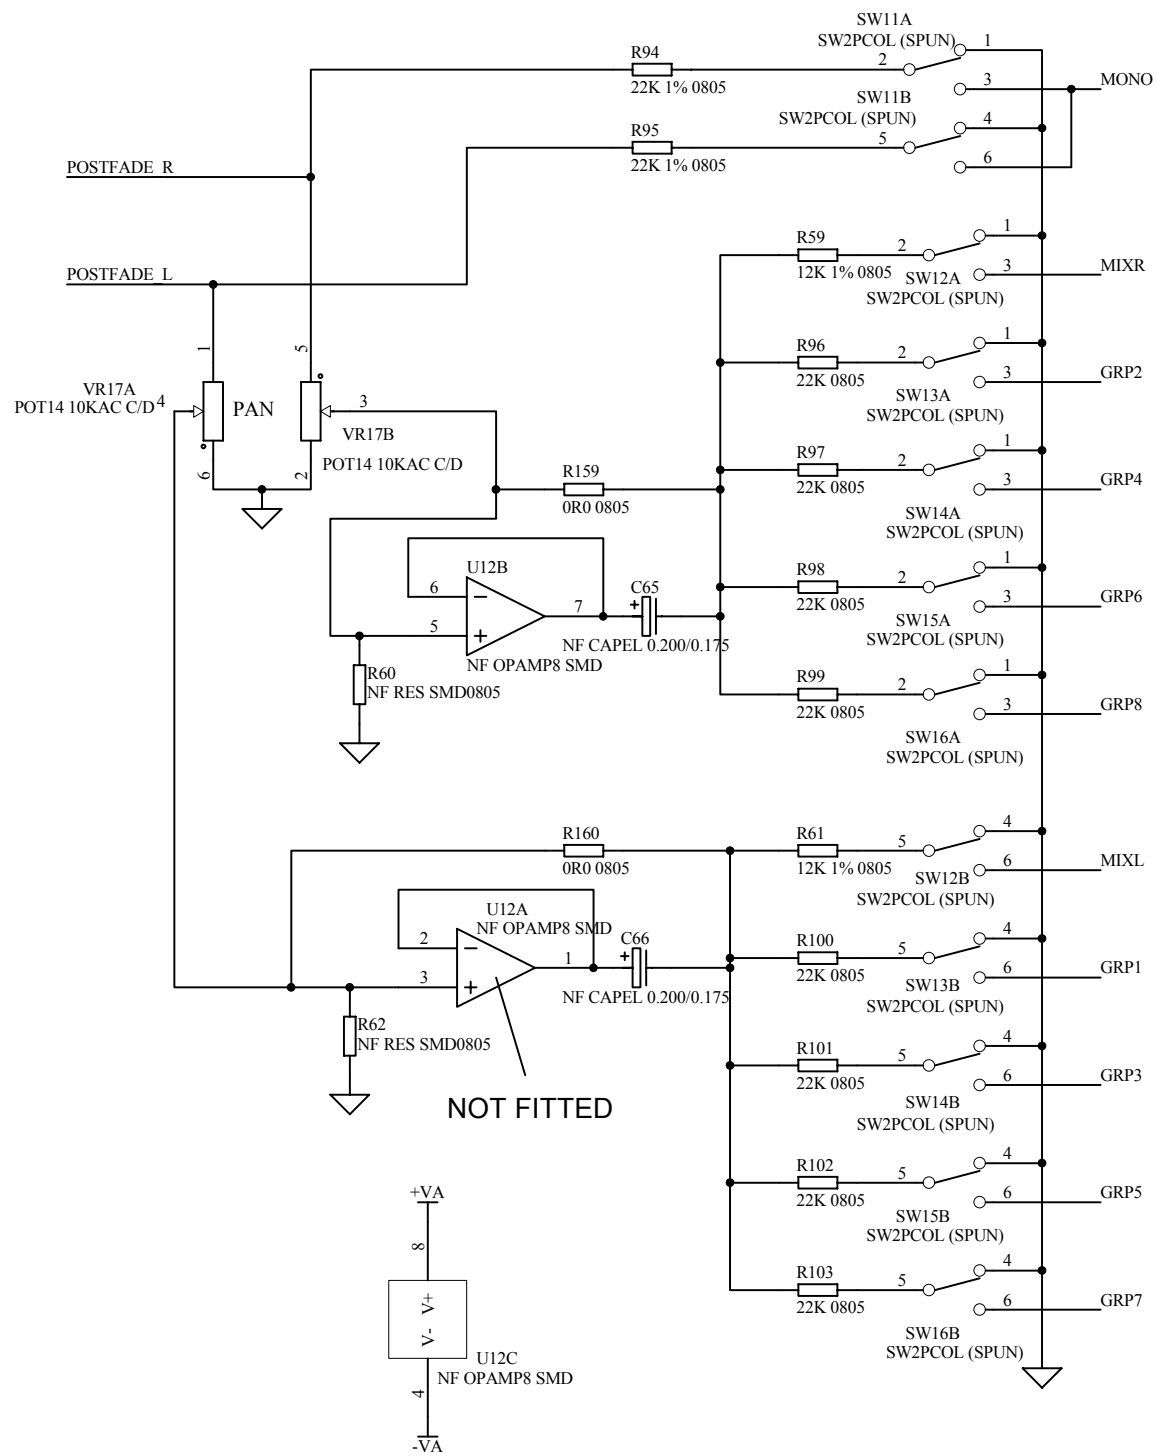 SW11A
SW2PCOL (SPUN)
1
R94
2
22K 1% 0805
3
MONO
SW11B
SW2PCOL (SPUN)
4
R95
5
22K 1% 0805
6
POSTFADE_R
R59
2
1
12K 1% 0805
SW12A
3
MIXR
SW2PCOL (SPUN)
POSTFADE_L
R96
2
1
22K 0805
3
GRP2
SW13A
SW2PCOL (SPUN)
1
5
VR17A
POT14 10KAC C/D
4
PAN
3
VR17B
POT14 10KAC C/D
6
2
R97
2
1
22K 0805
3
GRP4
SW14A
SW2PCOL (SPUN)
R159
0R0 0805
U12B
6
5
7
NF OPAMP8 SMD
C65
+
NF CAPEL 0.200/0.175
R98
2
1
22K 0805
3
GRP6
SW15A
SW2PCOL (SPUN)
R60
NF RES SMD0805
R99
2
1
22K 0805
3
GRP8
SW16A
SW2PCOL (SPUN)
R160
0R0 0805
R61
5
4
12K 1% 0805
6
MIXL
SW12B
SW2PCOL (SPUN)
U12A
NF OPAMP8 SMD
2
3
1
C66
+
NF CAPEL 0.200/0.175
R100
5
4
22K 0805
6
GRP1
SW13B
SW2PCOL (SPUN)
R62
NF RES SMD0805
R101
5
4
22K 0805
6
GRP3
SW14B
SW2PCOL (SPUN)
NOT FITTED
R102
5
4
22K 0805
6
GRP5
SW15B
SW2PCOL (SPUN)
+VA
8
V+
V-
U12C
NF OPAMP8 SMD
4
-VA
R103
5
4
22K 0805
6
GRP7
SW16B
SW2PCOL (SPUN)